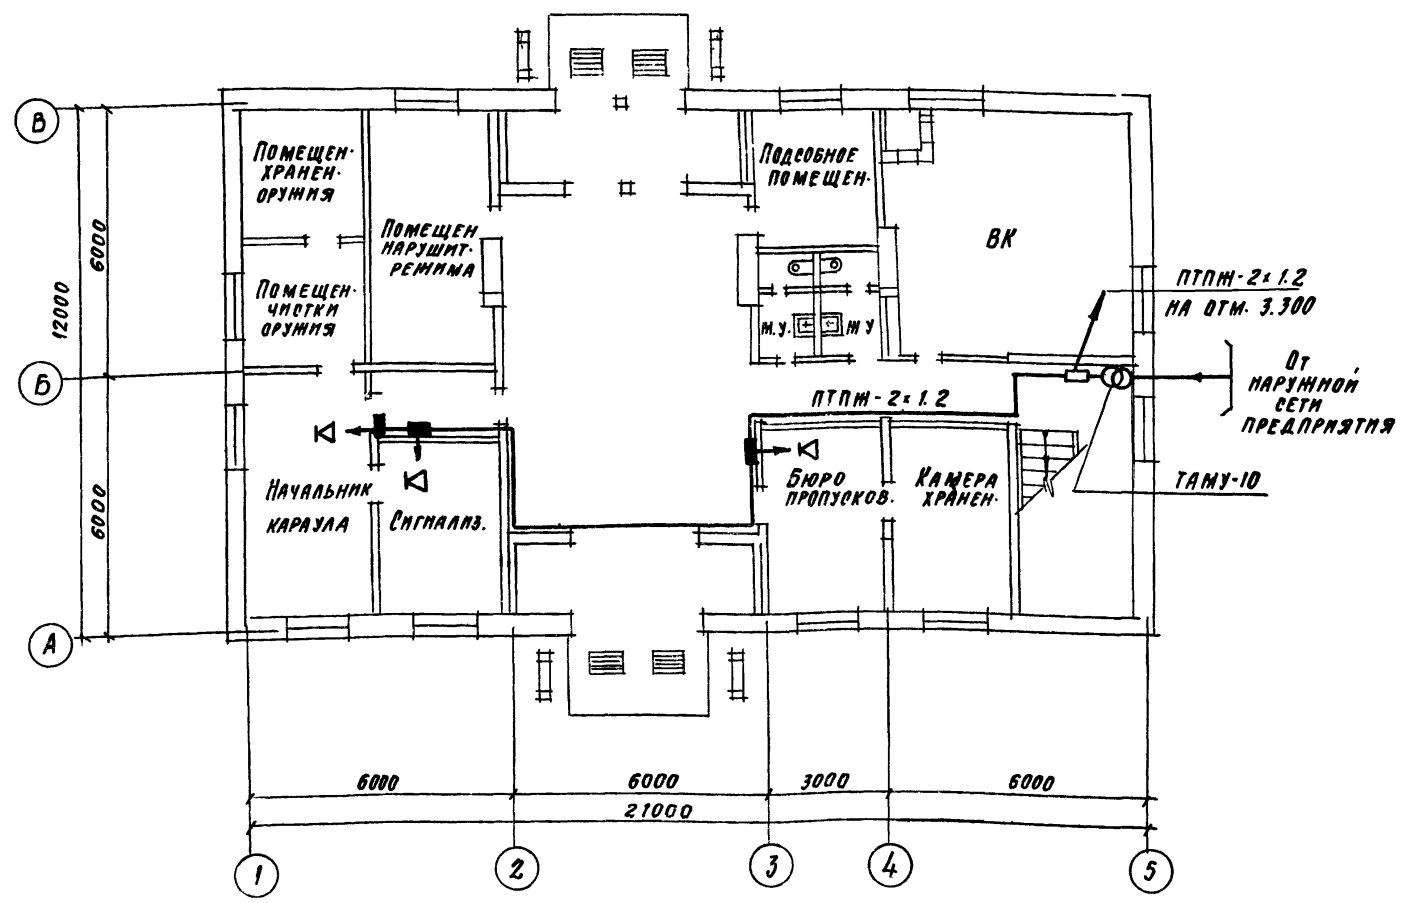 В
Помещен.
хранен.
оружия
Помещен
нарушит.
режима
Подсобное
помещен.
ВК
6000
12000
Помещен.
чистки
оружия
М.У.
ЖУ
ПТПЖ-2×1.2
на отм. 3.300
От
наружной
сети
предприятия
Б
ПТПЖ-2×1.2
6000
Начальник
караула
Сигнализ.
Бюро
пропусков.
Камера
хранен.
ТАМУ-10
А
6000
6000
3000
6000
21000
1
2
3
4
5